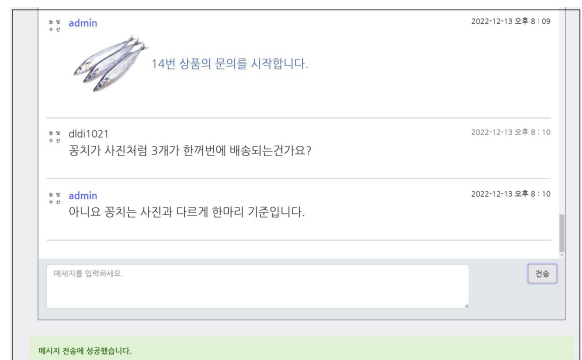 admin
2022-12-13 오후 8 : 09
14번 상품의 문의를 시작합니다.
dldi1021
2022-12-13 오후 8 : 10
꽁치가 사진처럼 3개가 한꺼번에 배송되는건가요?
admin
2022-12-13 오후 8 : 10
아니요 꽁치는 사진과 다르게 한마리 기준입니다.
메세지를 입력하세요.
전송
메시지 전송에 성공했습니다.